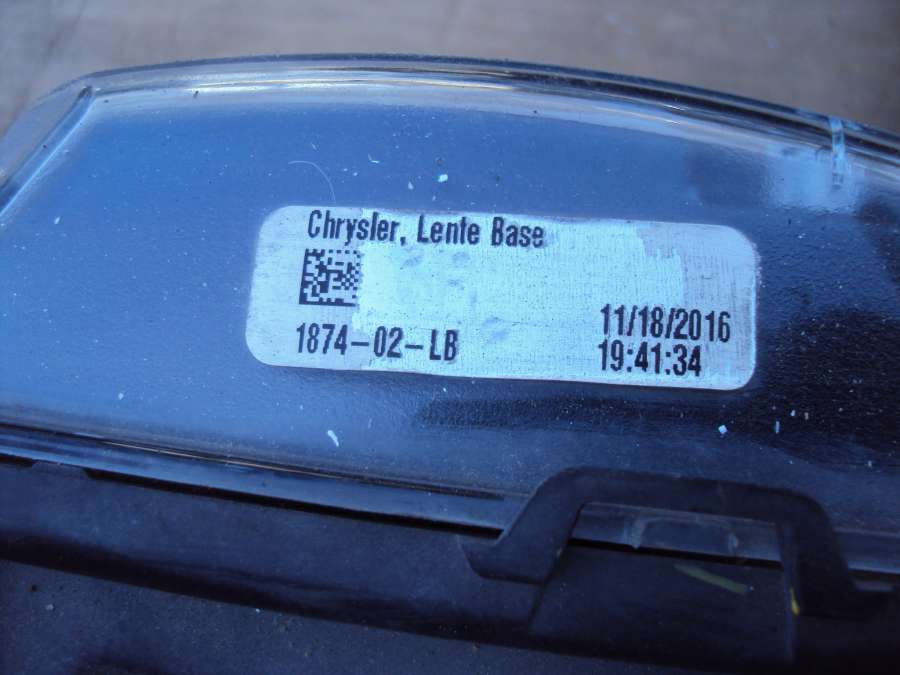 Chrysler, Lente Base
1874-02-LB
11/18/2016
19:41:34